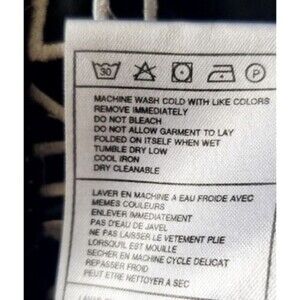 30
P
MACHINE WASH COLD WITH LIKE COLORS
REMOVE IMMEDIATELY
DO NOT BLEACH
DO NOT ALLOW GARMENT TO LAY
FOLDED ON ITSELF WHEN WET
TUMBLE DRY LOW
COOL IRON
DRY CLEANABLE
LAVER EN MACHINE A EAU FROIDE AVEC
MEMES COULEURS
ENLEVER IMMEDIATEMENT
PAS D'EAU DE JAVEL
NE PAS LAISSER LE VETEMENT PLIE
LORSQU'IL EST MOUILLE
SECHER EN MACHINE CYCLE DELICAT
REPASSER FROID
PEUT ETRE NETTOYER A SEC